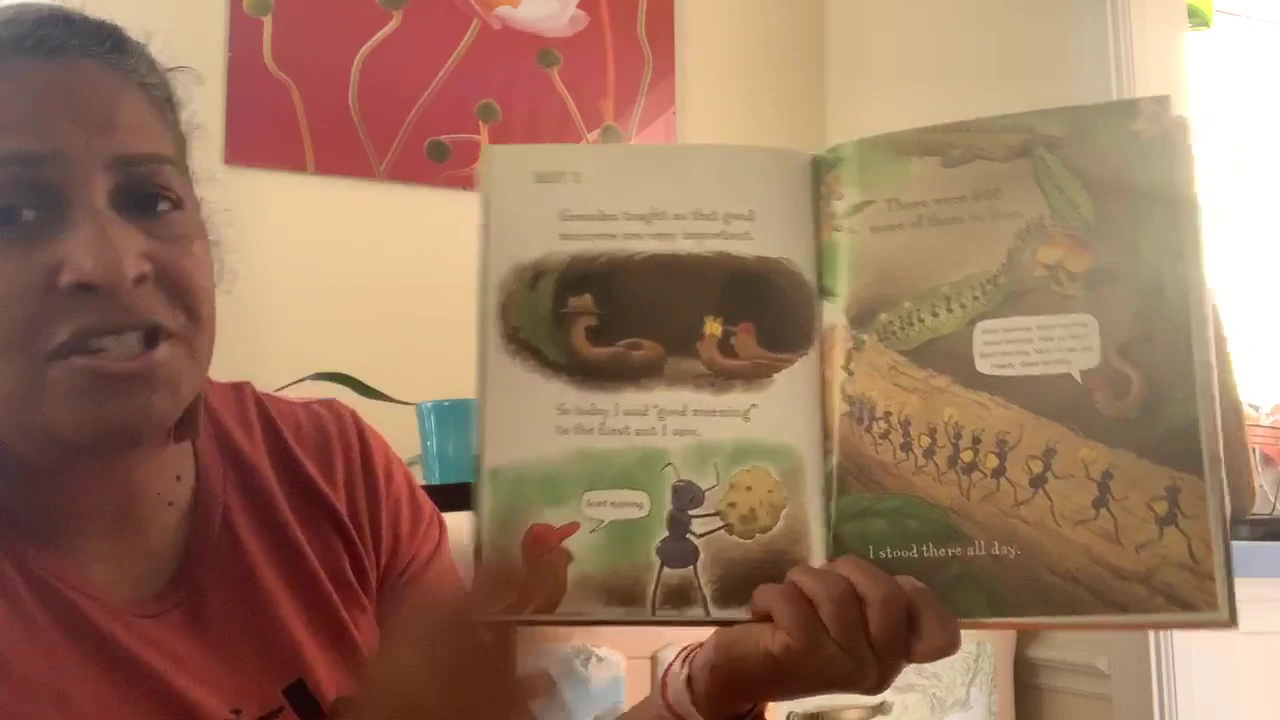 Grandpa taught us that good
manners are very important.
So today I said "good morning"
to the first ant I saw.
Good morning.
There were 600
more of them in line.
I stood there all day.